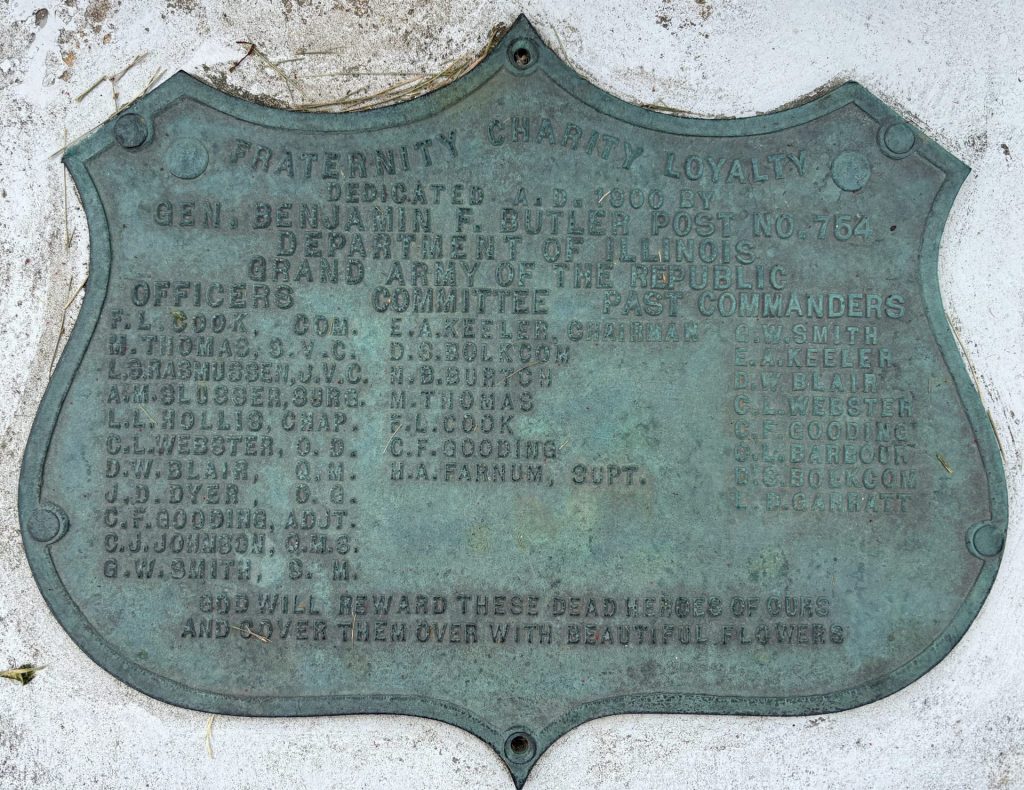 FRATERNITY CHARITY LOYALTY
DEDICATED A.D. 1900 BY
GEN. BENJAMIN F. BUTLER POST NO. 754
DEPARTMENT OF ILLINOIS
GRAND ARMY OF THE REPUBLIC
OFFICERS COMMITTEE PAST COMMANDERS
F.L. COOK, COM. E.A. KEELER, CHAIRMAN G.W. SMITH
M. THOMAS, S.V.C. D.S. BOLKCOM E.A. KEELER
L.S. RASMUSSEN, J.V.C. N.B. BURTCH D.W. BLAIR
A.M. SLUSSER, SURG. M. THOMAS C.L. WEBSTER
L.L. HOLLIS, CHAP. F.L. COOK C.F. GOODING
C.L. WEBSTER, O.D. C.F. GOODING C.L. BARBOUR
D.W. BLAIR, Q.M. H.A. FARNUM, SUPT. D.S. BOLKCOM
J.D. DYER, O.G. L.D. GARRATT
C.F. GOODING, ADJT.
C.J. JOHNSON, Q.M.S.
G.W. SMITH, S.M.
GOD WILL REWARD THESE DEAD HEROES OF OURS
AND COVER THEM OVER WITH BEAUTIFUL FLOWERS